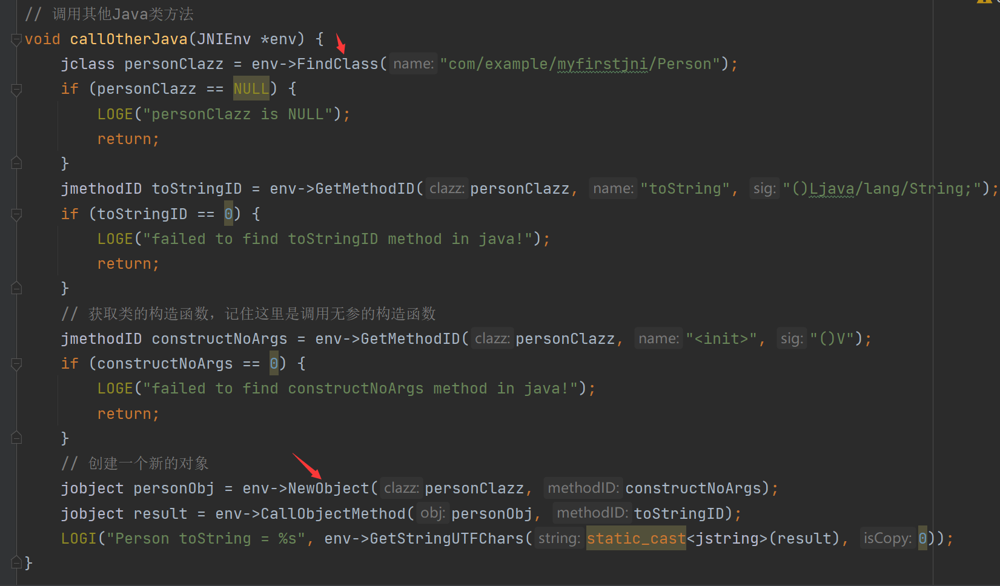 // 调用其他Java类方法
void callOtherJava(JNIEnv *env) {
    jclass personClazz = env->FindClass( name: "com/example/myfirstjni/Person");
    if (personClazz == NULL) {
        LOGE("personClazz is NULL");
        return;
    }
    jmethodID toStringID = env->GetMethodID( clazz: personClazz, name: "toString", sig: "()Ljava/lang/String;");
    if (toStringID == 0) {
        LOGE("failed to find toStringID method in java!");
        return;
    }
    // 获取类的构造函数，记住这里是调用无参的构造函数
    jmethodID constructNoArgs = env->GetMethodID( clazz: personClazz, name: "<init>", sig: "()V");
    if (constructNoArgs == 0) {
        LOGE("failed to find constructNoArgs method in java!");
        return;
    }
    // 创建一个新的对象
    jobject personObj = env->NewObject( clazz: personClazz, methodID: constructNoArgs);
    jobject result = env->CallObjectMethod( obj: personObj, methodID: toStringID);
    LOGI("Person toString = %s", env->GetStringUTFChars( string: static_cast<jstring>(result), isCopy: 0));
}